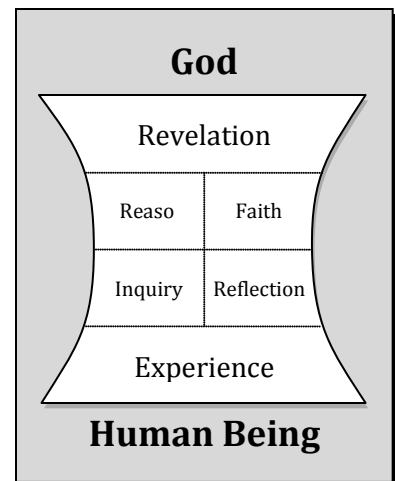 God
Revelation
Reaso Faith
Inquiry Reflection
Experience
Human Being